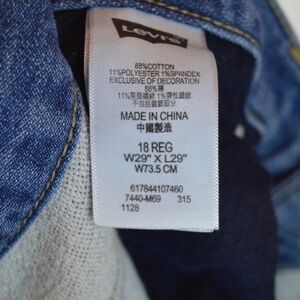 Levi's
88%COTTON
11%POLYESTER 1%SPANDEX
EXCLUSIVE OF DECORATION
88%棉
11%聚酯纖維 1%彈性纖維
不包括裝飾部分
MADE IN CHINA
中國製造
18 REG
W29" X L29"
W73.5 CM
617844107460
7440-M69 315
1128